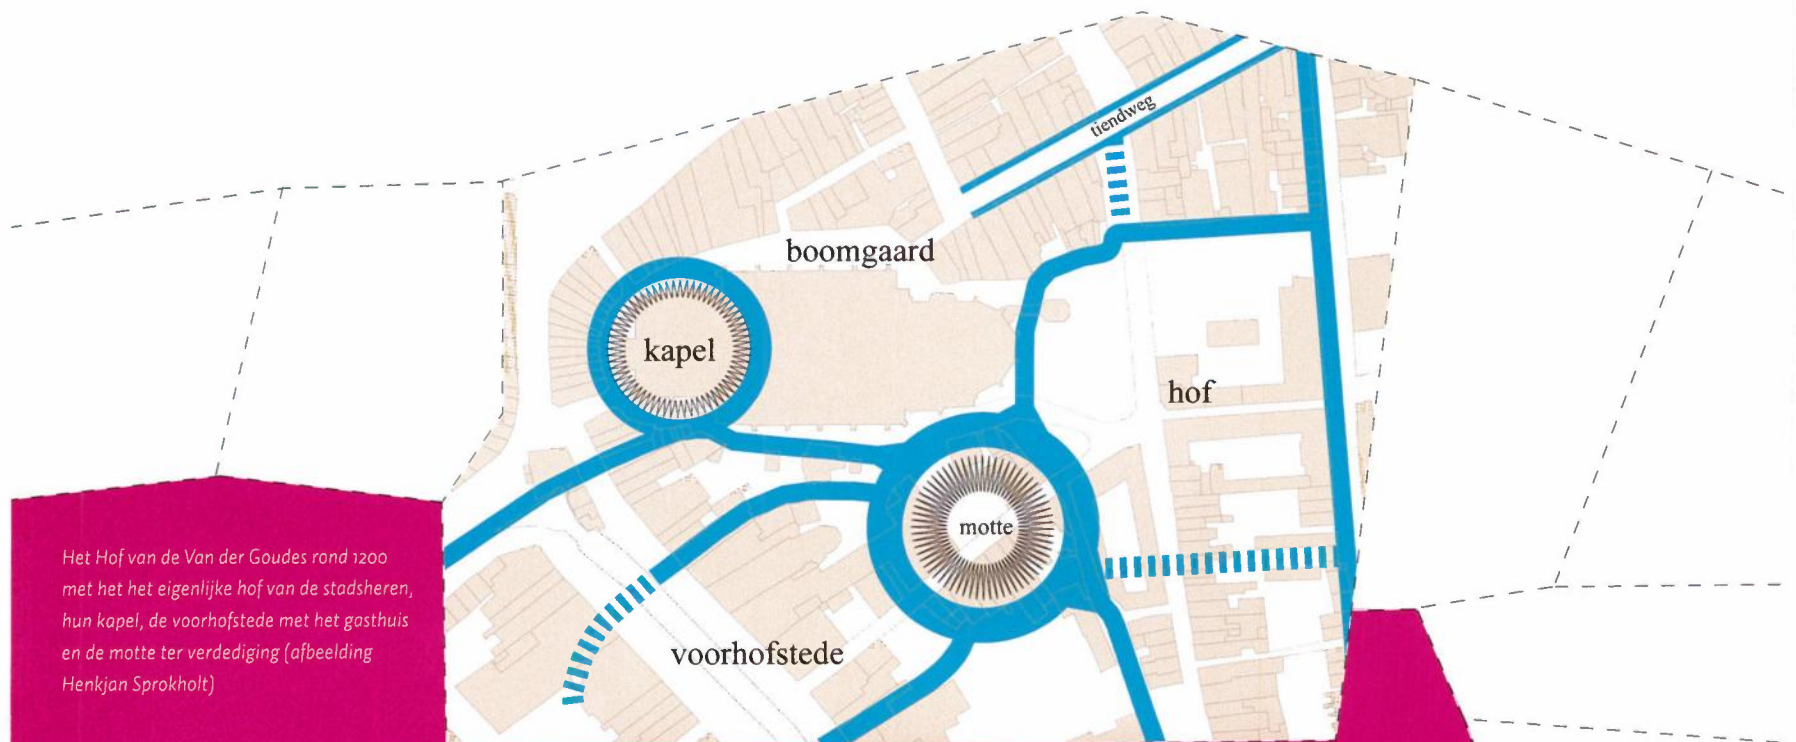 tiendweg
boomgaard
kapel
hof
motte
voorhofstede
Het Hof van de Van der Goudes rond 1200
met het het eigenlijke hof van de stadsheren,
hun kapel, de voorhofstede met het gasthuis
en de motte ter verdediging (afbeelding
Henkjan Sprokholt)